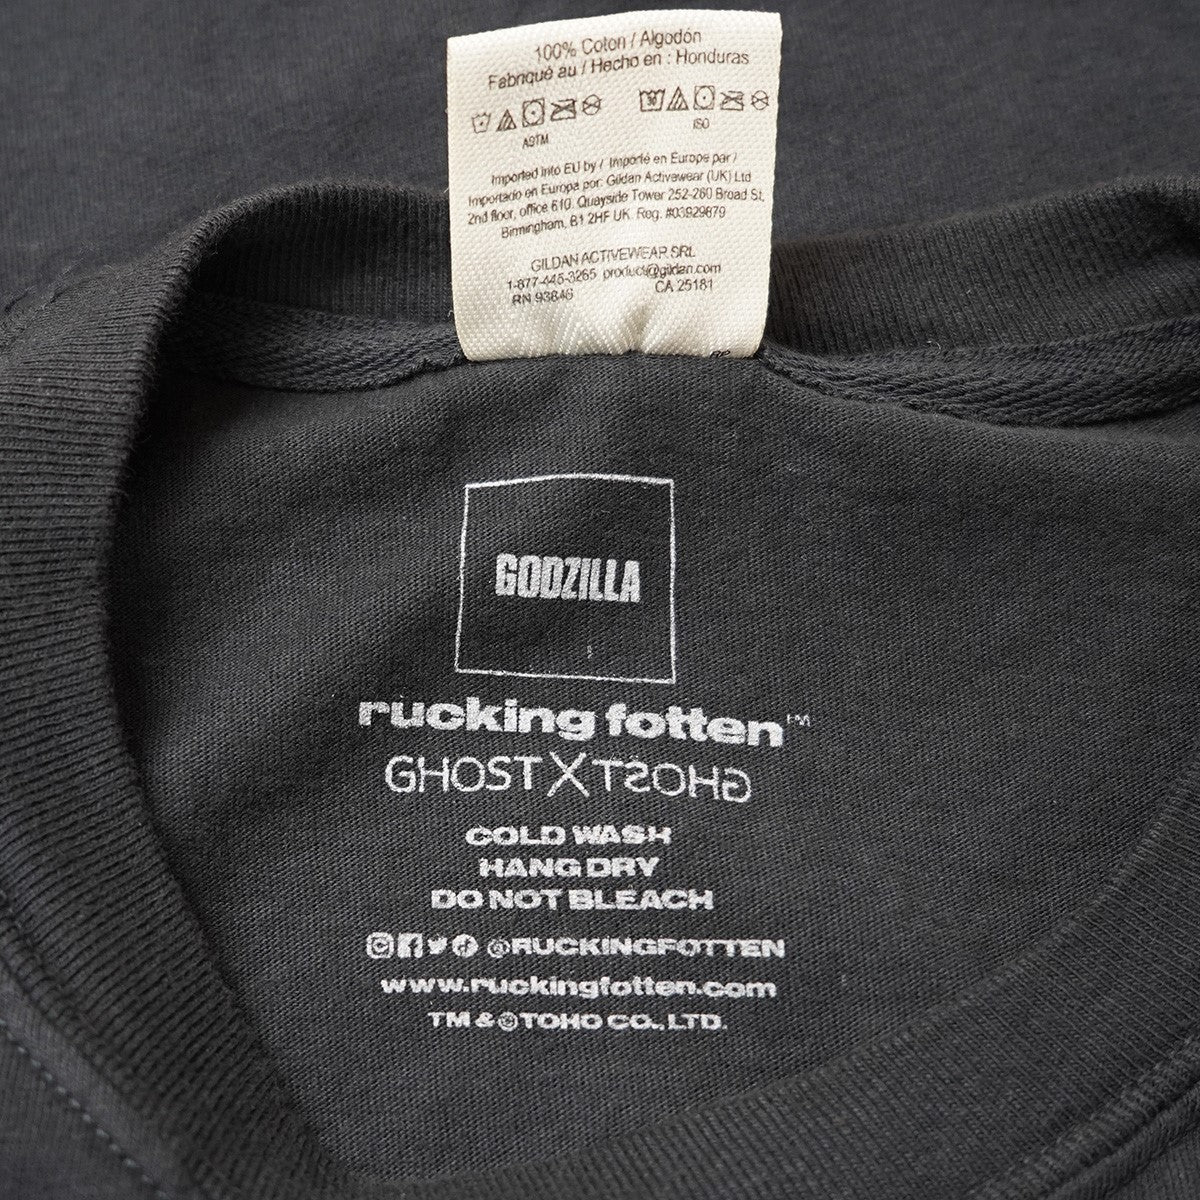 100% Coton / Algodón
Fabriqué au / Hecho en : Honduras
30
ASTM
ISO
Imported into EU by / Importé en Europe par /
Importado en Europa por: Gildan Activewear (UK) Ltd
2nd floor, office 610, Quayside Tower 252-260 Broad St,
Birmingham, B1 2HF UK. Reg. #03929879
GILDAN ACTIVEWEAR SRL
1-877-445-3265 product@gildan.com
RN 93846 CA 25181
GODZILLA
rucking fotten™
GHOSTXTSOHG
COLD WASH
HANG DRY
DO NOT BLEACH
@RUCKINGFOTTEN
www.ruckingfotten.com
TM & © TOHO CO., LTD.